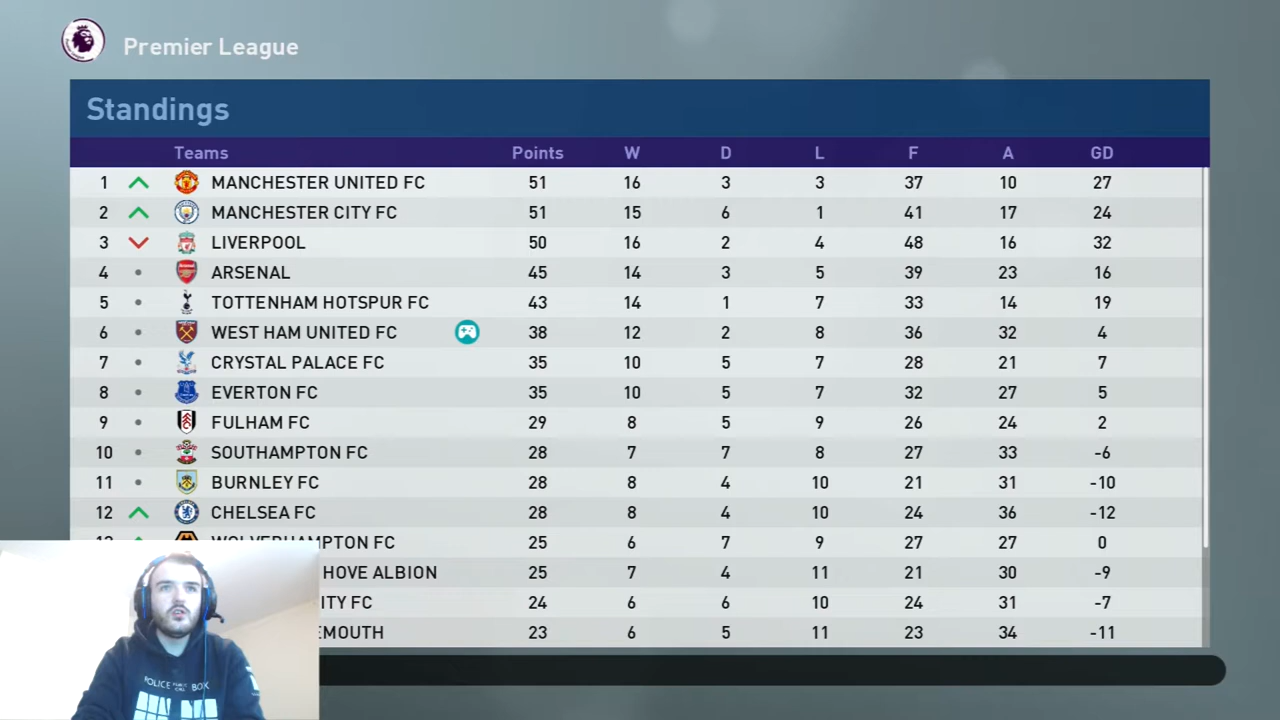 Premier League
Standings
Teams Points W D L F A GD
1 MANCHESTER UNITED FC 51 16 3 3 37 10 27
2 MANCHESTER CITY FC 51 15 6 1 41 17 24
3 LIVERPOOL 50 16 2 4 48 16 32
4 ARSENAL 45 14 3 5 39 23 16
5 TOTTENHAM HOTSPUR FC 43 14 1 7 33 14 19
6 WEST HAM UNITED FC 38 12 2 8 36 32 4
7 CRYSTAL PALACE FC 35 10 5 7 28 21 7
8 EVERTON FC 35 10 5 7 32 27 5
9 FULHAM FC 29 8 5 9 26 24 2
10 SOUTHAMPTON FC 28 7 7 8 27 33 -6
11 BURNLEY FC 28 8 4 10 21 31 -10
12 CHELSEA FC 28 8 4 10 24 36 -12
13 WOLVERHAMPTON FC 25 6 7 9 27 27 0
HOVE ALBION 25 7 4 11 21 30 -9
ITY FC 24 6 6 10 24 31 -7
EMOUTH 23 6 5 11 23 34 -11
POLICE BOX